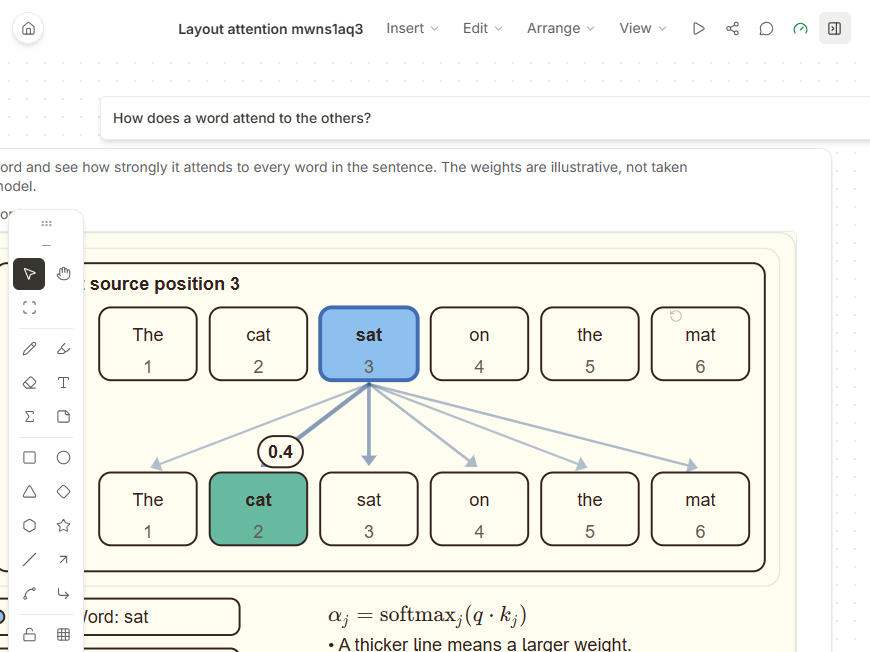 Layout attention mwns1aq3 Insert Edit Arrange View
How does a word attend to the others?
ord and see how strongly it attends to every word in the sentence. The weights are illustrative, not taken
model.
source position 3
The cat sat on the mat
1 2 3 4 5 6
0.4
The cat sat on the mat
1 2 3 4 5 6
Word: sat
αⱼ = softmaxⱼ(q · kⱼ)
• A thicker line means a larger weight.